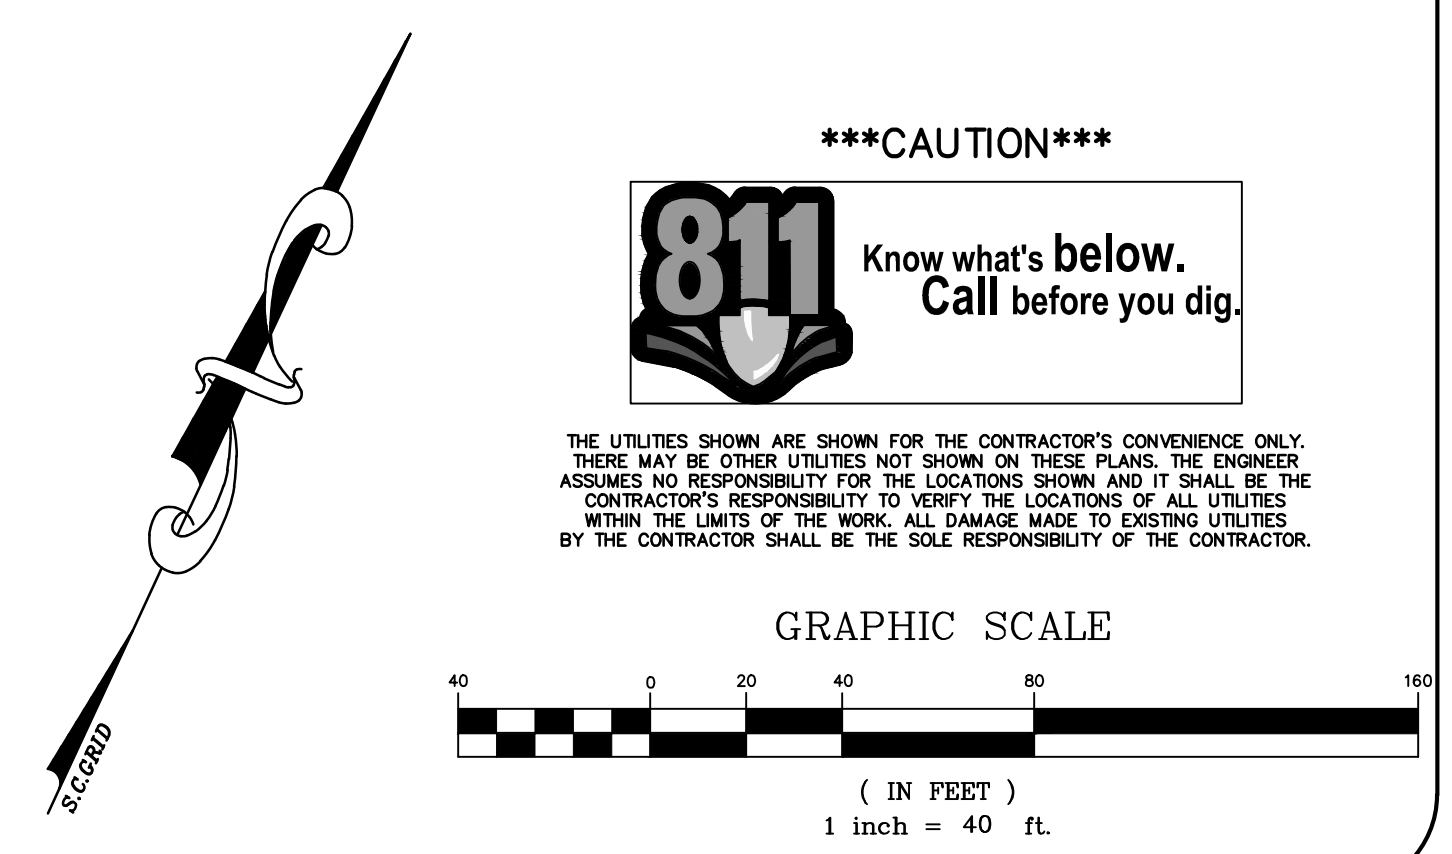 ***CAUTION***
811
Know what's below.
Call before you dig.
THE UTILITIES SHOWN ARE SHOWN FOR THE CONTRACTOR'S CONVENIENCE ONLY.
THERE MAY BE OTHER UTILITIES NOT SHOWN ON THESE PLANS. THE ENGINEER
ASSUMES NO RESPONSIBILITY FOR THE LOCATIONS SHOWN AND IT SHALL BE THE
CONTRACTOR'S RESPONSIBILITY TO VERIFY THE LOCATIONS OF ALL UTILITIES
WITHIN THE LIMITS OF THE WORK. ALL DAMAGE MADE TO EXISTING UTILITIES
BY THE CONTRACTOR SHALL BE THE SOLE RESPONSIBILITY OF THE CONTRACTOR.
GRAPHIC SCALE
40 0 20 40 80 160
S.C.GRID
( IN FEET )
1 inch = 40 ft.